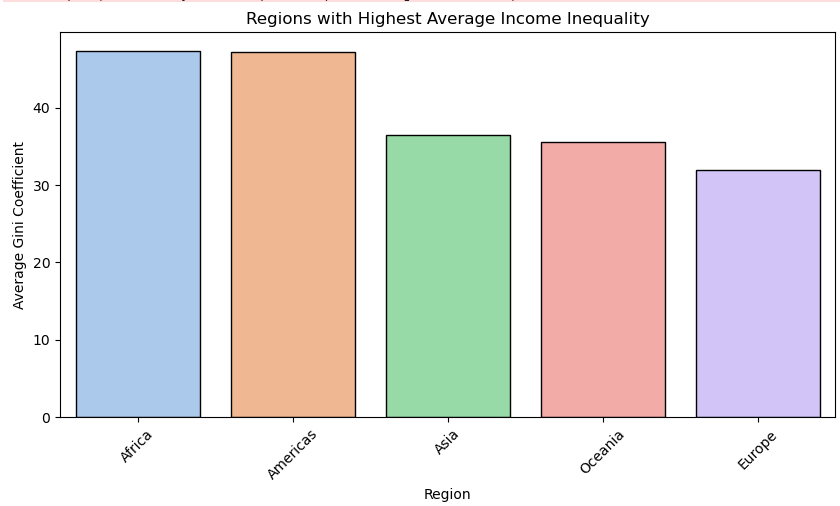 Regions with Highest Average Income Inequality
Average Gini Coefficient
40
30
20
10
0
Africa
Americas
Asia
Oceania
Europe
Region